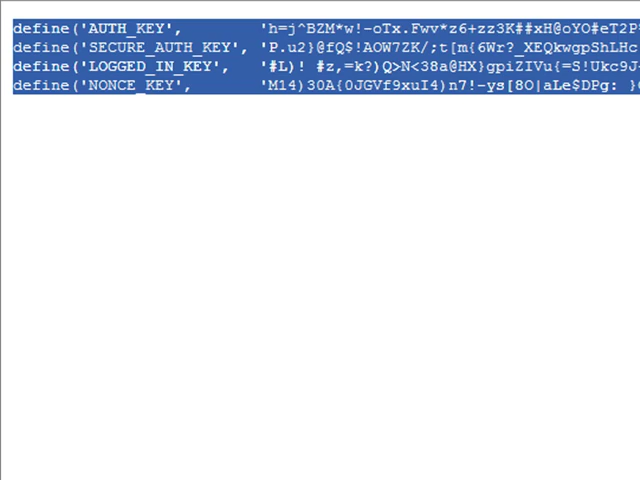 define('AUTH_KEY', 'h=j^BZM*w!-oTx.Fwv*z6+zz3K##xH@oYO#eT2P
define('SECURE_AUTH_KEY', 'P.u2}@fQ$!AOW7ZK/;t[m{6Wr?_XEQkwgpShLHc
define('LOGGED_IN_KEY', '#L)! #z,=k?)Q>N<38a@HX}gpiZIVu{=S!Ukc9J
define('NONCE_KEY', 'M14)30A{0JGVf9xuI4)n7!-ys[8O|aLe$DPg: }